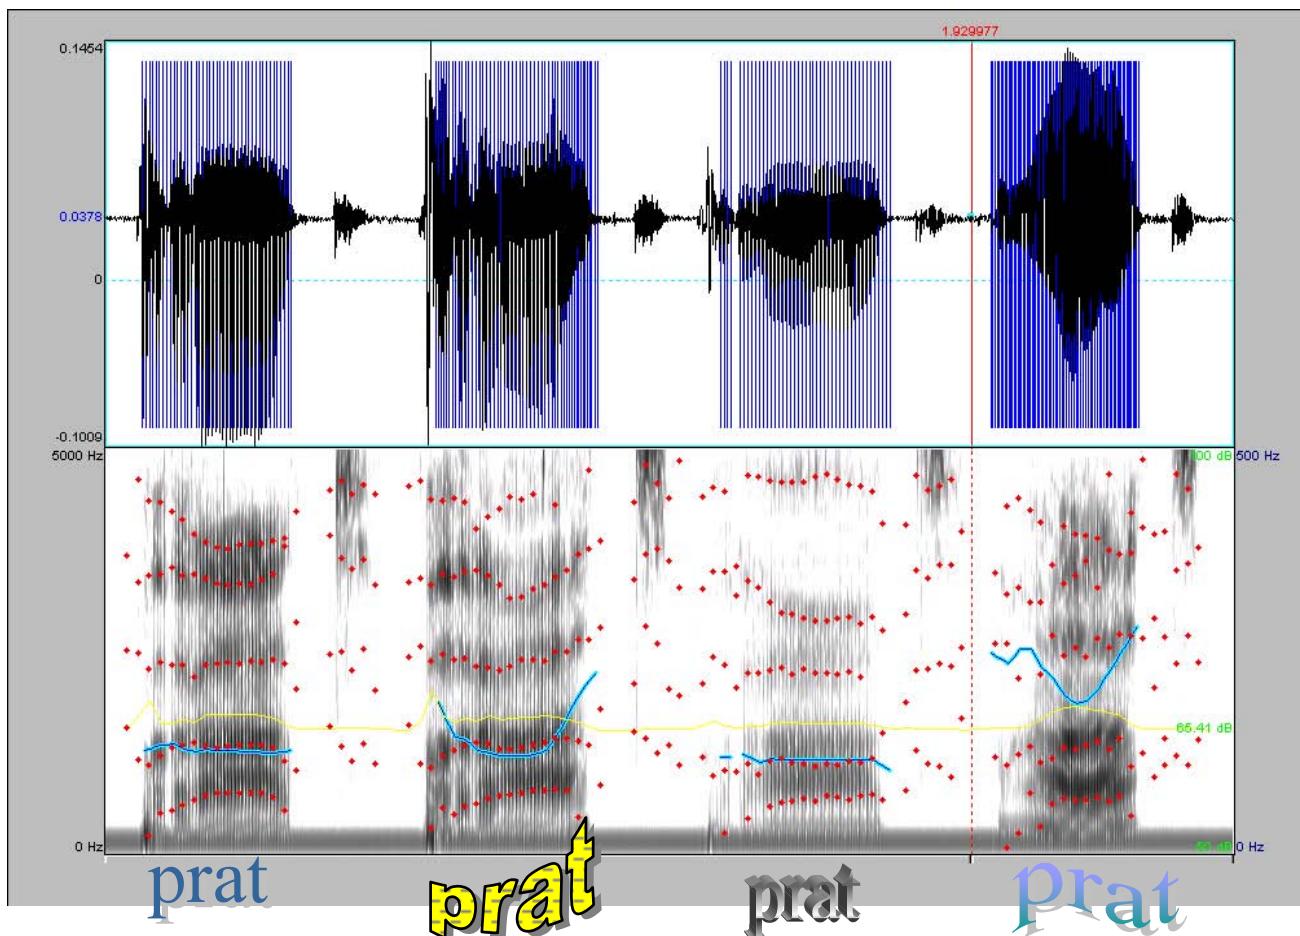 1.929977
0.1454
0.0378
0
-0.1009
5000 Hz
100 dB 500 Hz
65.41 dB
0 Hz
50 dB 0 Hz
prat prat prat prat